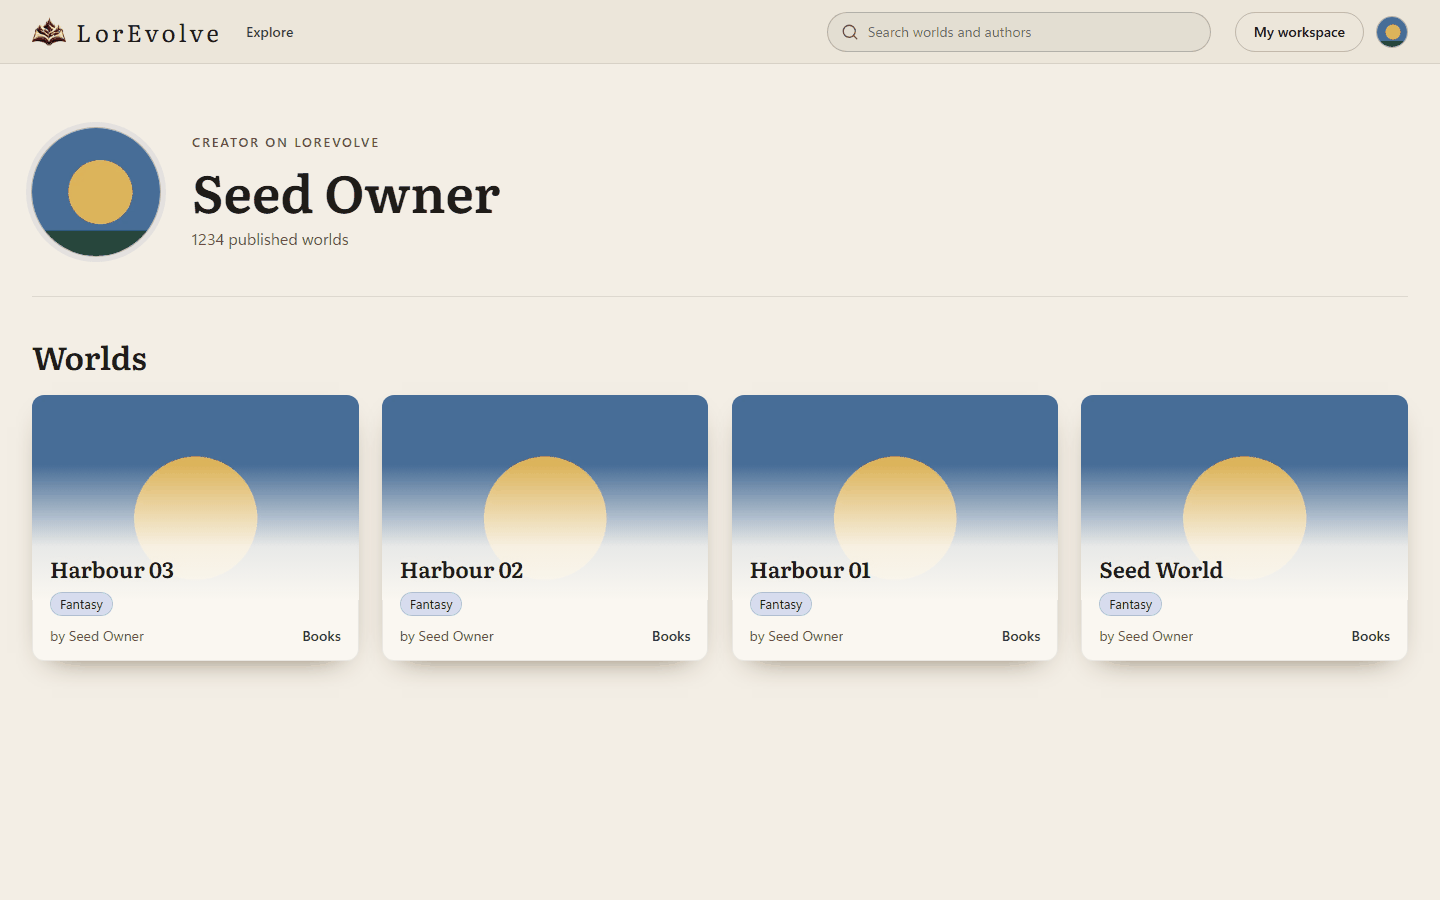 LorEvolve
Explore
Search worlds and authors
My workspace
CREATOR ON LOREVOLVE
Seed Owner
1234 published worlds
Worlds
Harbour 03
Fantasy
by Seed Owner
Books
Harbour 02
Fantasy
by Seed Owner
Books
Harbour 01
Fantasy
by Seed Owner
Books
Seed World
Fantasy
by Seed Owner
Books